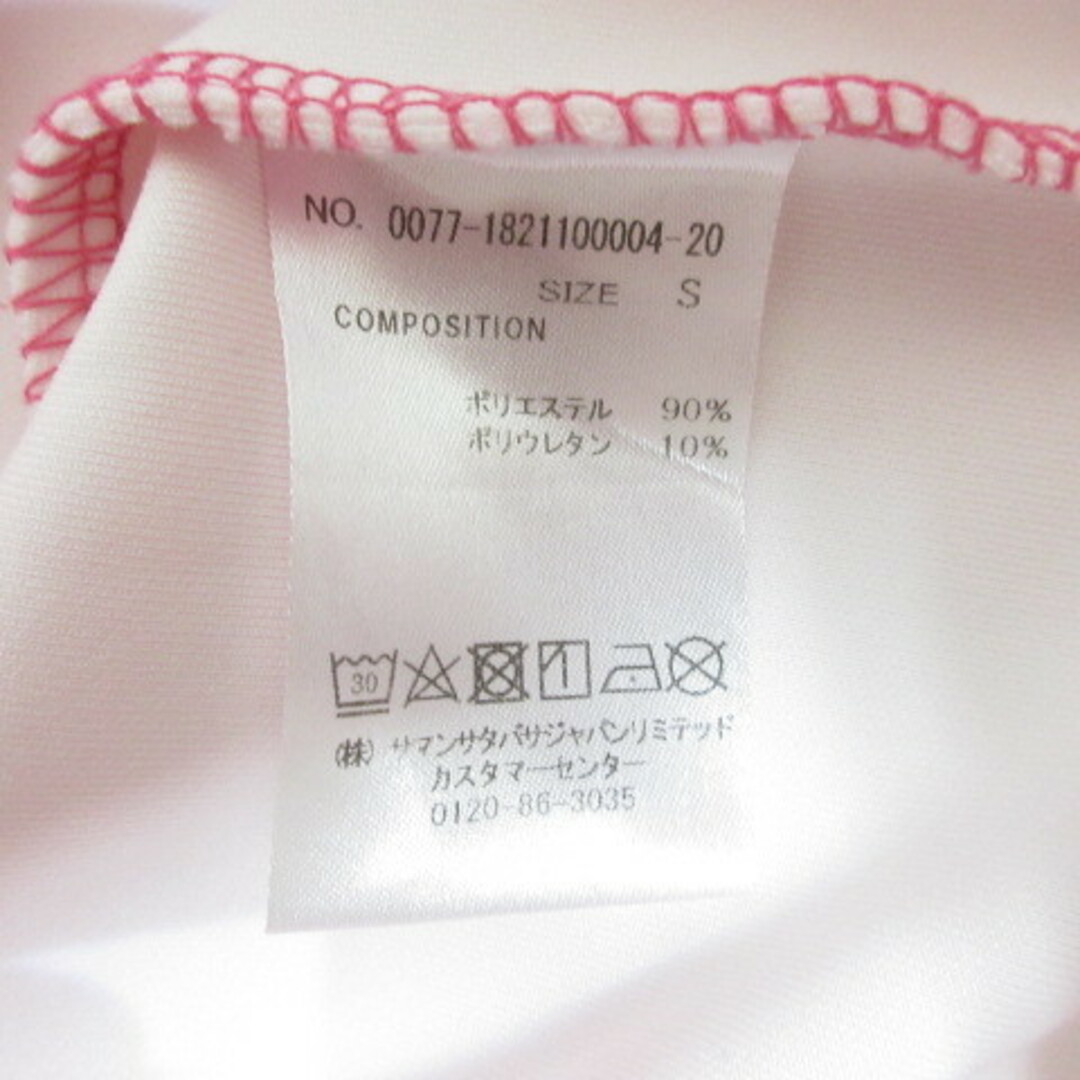 NO. 0077-1821100004-20
SIZE S
COMPOSITION
ポリエステル 90%
ポリウレタン 10%
30
(株) サマンサタバサジャパンリミテッド
カスタマーセンター
0120-86-3035